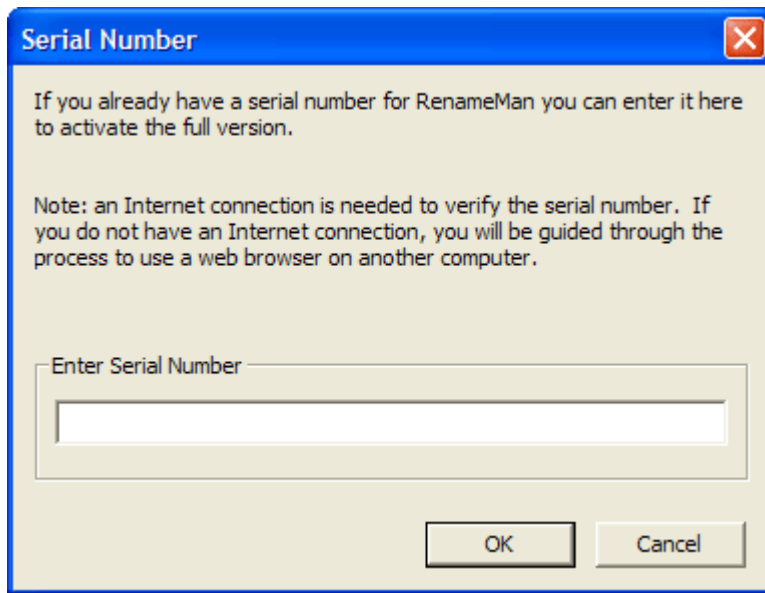 Serial Number
If you already have a serial number for RenameMan you can enter it here
to activate the full version.
Note: an Internet connection is needed to verify the serial number.  If
you do not have an Internet connection, you will be guided through the
process to use a web browser on another computer.
Enter Serial Number
OK
Cancel